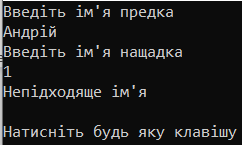 Введіть ім'я предка
Андрій
Введіть ім'я нащадка
1
Непідходяще ім'я
Натисніть будь яку клавішу